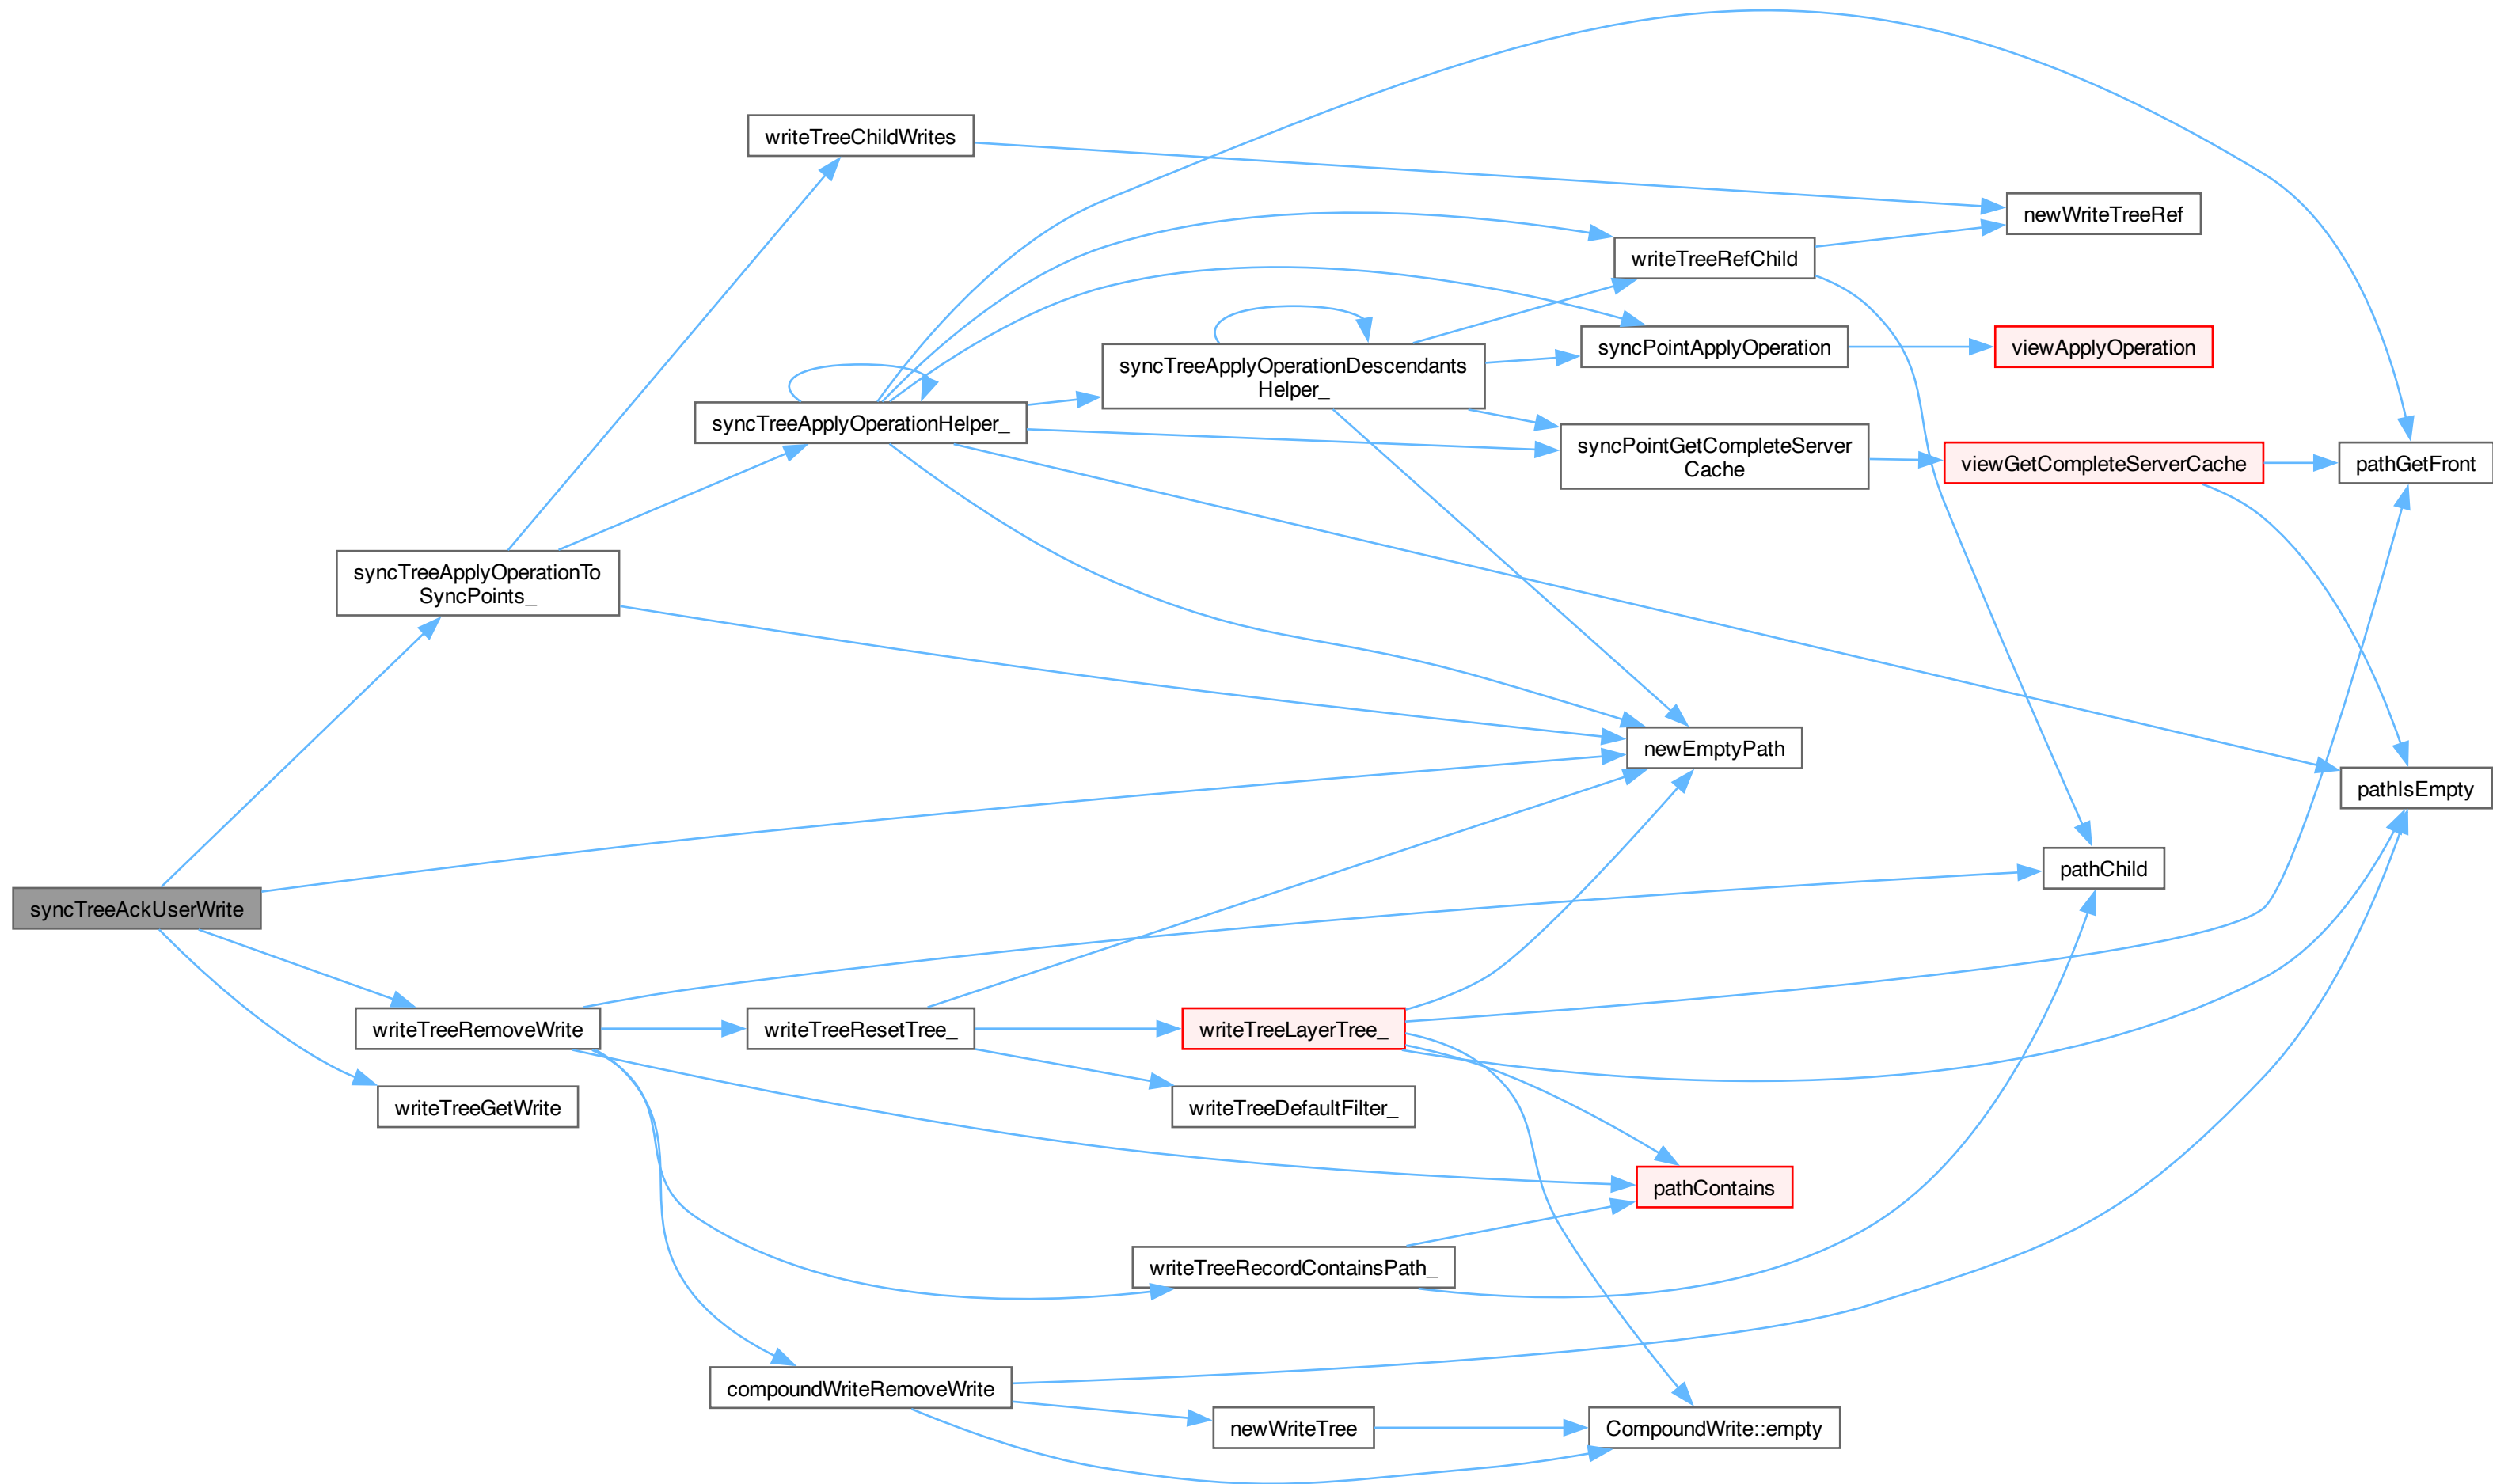 writeTreeChildWrites
newWriteTreeRef
writeTreeRefChild
syncPointApplyOperation
viewApplyOperation
syncTreeApplyOperationDescendants
Helper_
syncTreeApplyOperationHelper_
syncPointGetCompleteServer
Cache
viewGetCompleteServerCache
pathGetFront
syncTreeApplyOperationTo
SyncPoints_
newEmptyPath
pathIsEmpty
pathChild
syncTreeAckUserWrite
writeTreeRemoveWrite
writeTreeResetTree_
writeTreeLayerTree_
writeTreeGetWrite
writeTreeDefaultFilter_
pathContains
writeTreeRecordContainsPath_
compoundWriteRemoveWrite
newWriteTree
CompoundWrite::empty